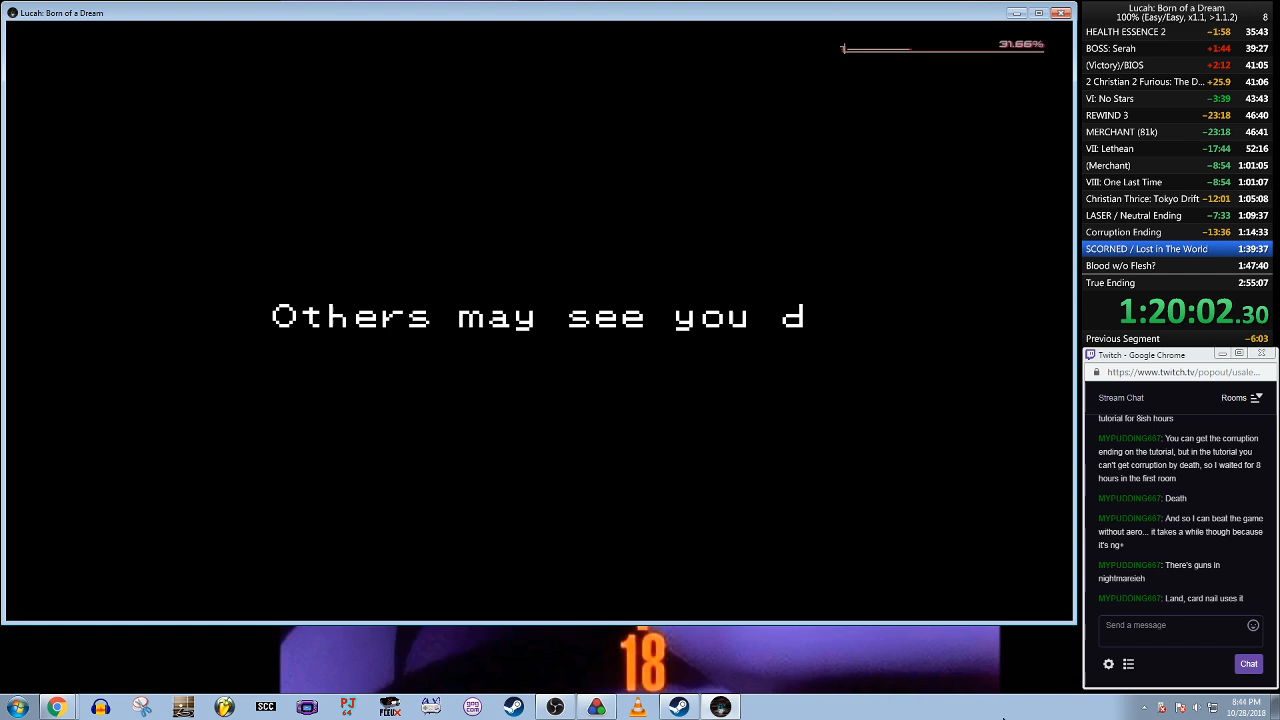 Lucah: Born of a Dream
31.66%
Others may see you d
18
Lucah: Born of a Dream
100% (Easy/Easy, x1.1, >1.1.2) 8
HEALTH ESSENCE 2 −1:58 35:43
BOSS: Serah +1:44 39:27
(Victory)/BIOS +2:12 41:05
2 Christian 2 Furious: The D... +25.9 41:06
VI: No Stars −3:39 43:43
REWIND 3 −23:18 46:40
MERCHANT (81k) −23:18 46:41
VII: Lethean −17:44 52:16
(Merchant) −8:54 1:01:05
VIII: One Last Time −8:54 1:01:07
Christian Thrice: Tokyo Drift −12:01 1:05:08
LASER / Neutral Ending −7:33 1:09:37
Corruption Ending −13:36 1:14:33
SCORNED / Lost in The World 1:39:37
Blood w/o Flesh? 1:47:40
True Ending 2:55:07
1:20:02.30
Previous Segment −6:03
Twitch - Google Chrome
https://www.twitch.tv/popout/usale...
Stream Chat Rooms
tutorial for 8ish hours
MYPUDDING667: You can get the corruption
ending on the tutorial, but in the tutorial you
can't get corruption by death, so I waited for 8
hours in the first room
MYPUDDING667: Death
MYPUDDING667: And so I can beat the game
without aero... it takes a while though because
it's ng+
MYPUDDING667: There's guns in
nightmareieh
MYPUDDING667: Land, card nail uses it
Send a message
Chat
SCC
PJ
64
gog
com
8:44 PM
10/28/2018